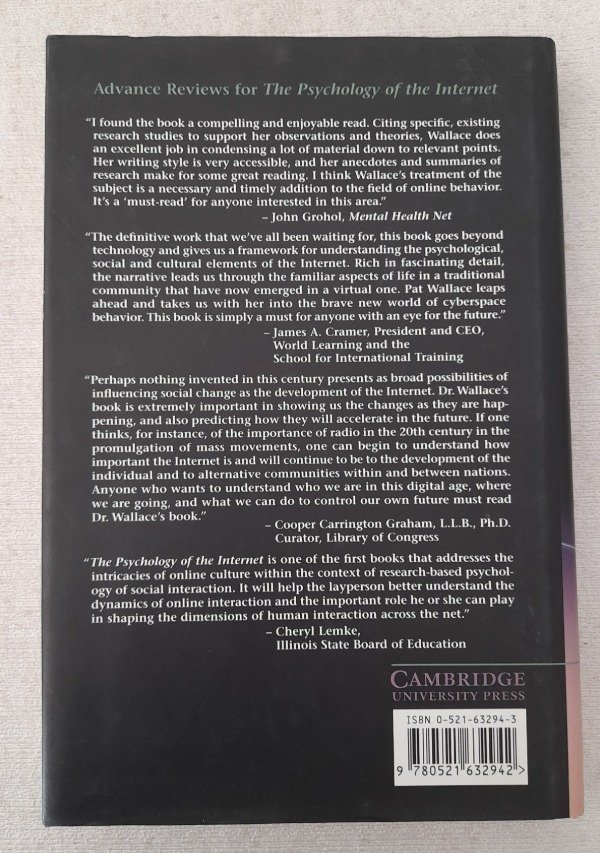 Advance Reviews for The Psychology of the Internet
“I found the book a compelling and enjoyable read. Citing specific, existing
research studies to support her observations and theories, Wallace does
an excellent job in condensing a lot of material down to relevant points.
Her writing style is very accessible, and her anecdotes and summaries of
research make for some great reading. I think Wallace’s treatment of the
subject is a necessary and timely addition to the field of online behavior.
It’s a ‘must-read’ for anyone interested in this area.”
– John Grohol, Mental Health Net
“The definitive work that we’ve all been waiting for, this book goes beyond
technology and gives us a framework for understanding the psychological,
social and cultural elements of the Internet. Rich in fascinating detail,
the narrative leads us through the familiar aspects of life in a traditional
community that have now emerged in a virtual one. Pat Wallace leaps
ahead and takes us with her into the brave new world of cyberspace
behavior. This book is simply a must for anyone with an eye for the future.”
– James A. Cramer, President and CEO,
World Learning and the
School for International Training
“Perhaps nothing invented in this century presents as broad possibilities of
influencing social change as the development of the Internet. Dr. Wallace’s
book is extremely important in showing us the changes as they are hap-
pening, and also predicting how they will accelerate in the future. If one
thinks, for instance, of the importance of radio in the 20th century in the
promulgation of mass movements, one can begin to understand how
important the Internet is and will continue to be to the development of the
individual and to alternative communities within and between nations.
Anyone who wants to understand who we are in this digital age, where
we are going, and what we can do to control our own future must read
Dr. Wallace’s book.”
– Cooper Carrington Graham, L.L.B., Ph.D.
Curator, Library of Congress
“The Psychology of the Internet is one of the first books that addresses the
intricacies of online culture within the context of research-based psychol-
ogy of social interaction. It will help the layperson better understand the
dynamics of online interaction and the important role he or she can play
in shaping the dimensions of human interaction across the net.”
– Cheryl Lemke,
Illinois State Board of Education
CAMBRIDGE
UNIVERSITY PRESS
ISBN 0-521-63294-3
9 780521 632942 >